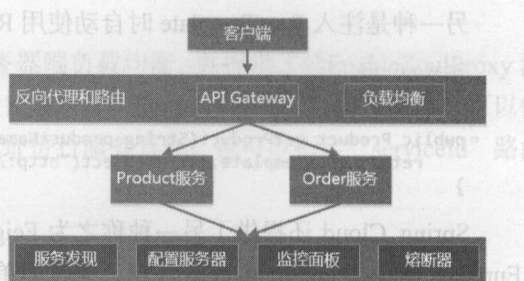 客户端
反向代理和路由 API Gateway 负载均衡
Product服务 Order服务
服务发现 配置服务器 监控面板 熔断器